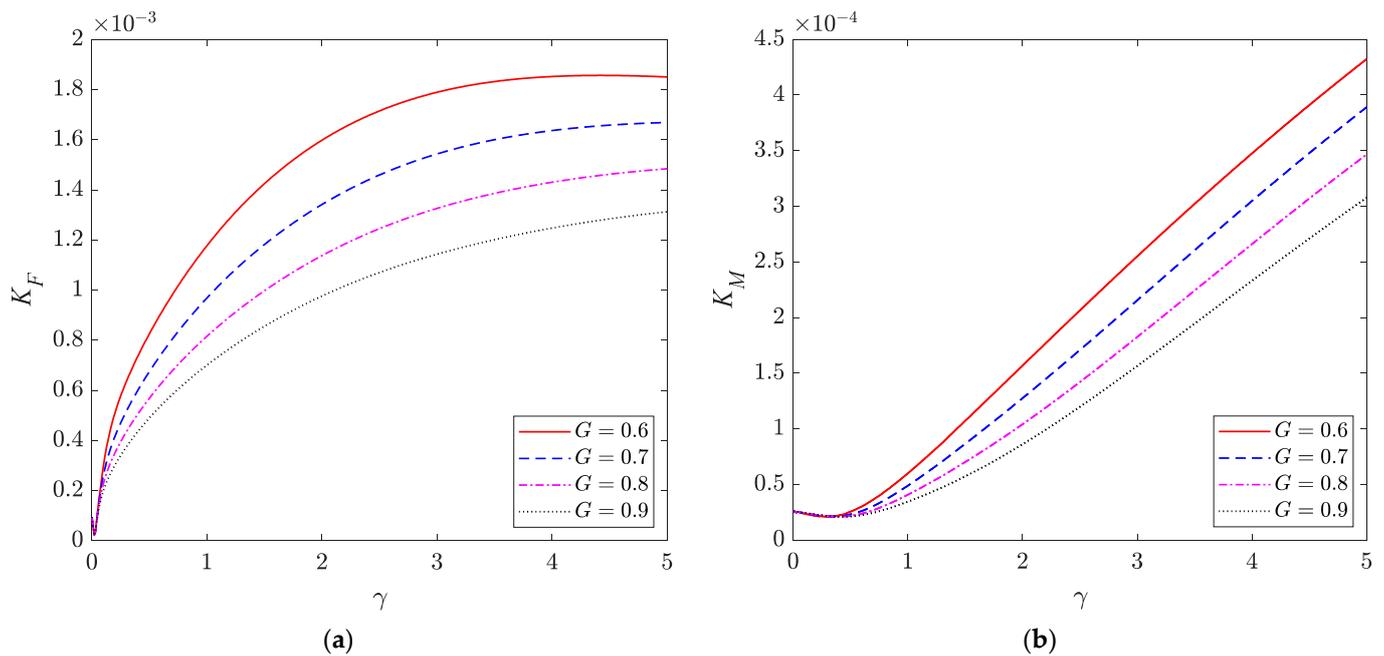 ×10⁻³
2
1.8
1.6
1.4
1.2
1
0.8
0.6
0.4
0.2
0
K_F
0 1 2 3 4 5
γ
G = 0.6
G = 0.7
G = 0.8
G = 0.9
(a)
×10⁻⁴
4.5
4
3.5
3
2.5
2
1.5
1
0.5
0
K_M
0 1 2 3 4 5
γ
G = 0.6
G = 0.7
G = 0.8
G = 0.9
(b)